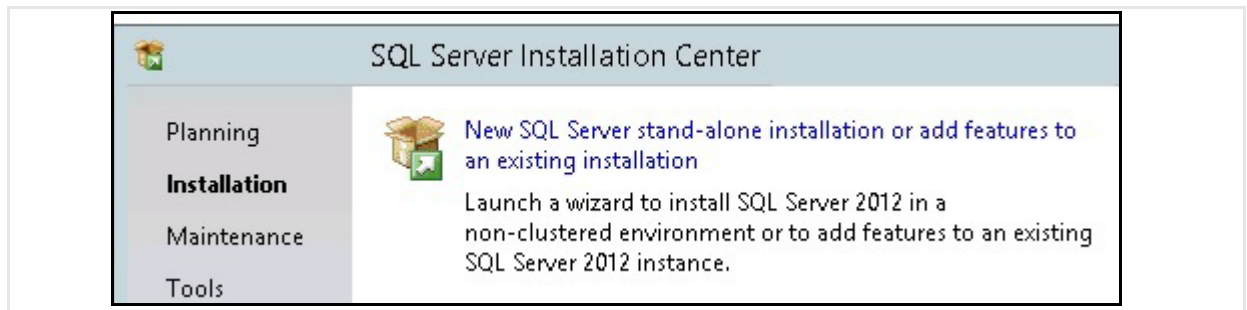 SQL Server Installation Center
Planning
Installation
Maintenance
Tools
New SQL Server stand-alone installation or add features to
an existing installation
Launch a wizard to install SQL Server 2012 in a
non-clustered environment or to add features to an existing
SQL Server 2012 instance.